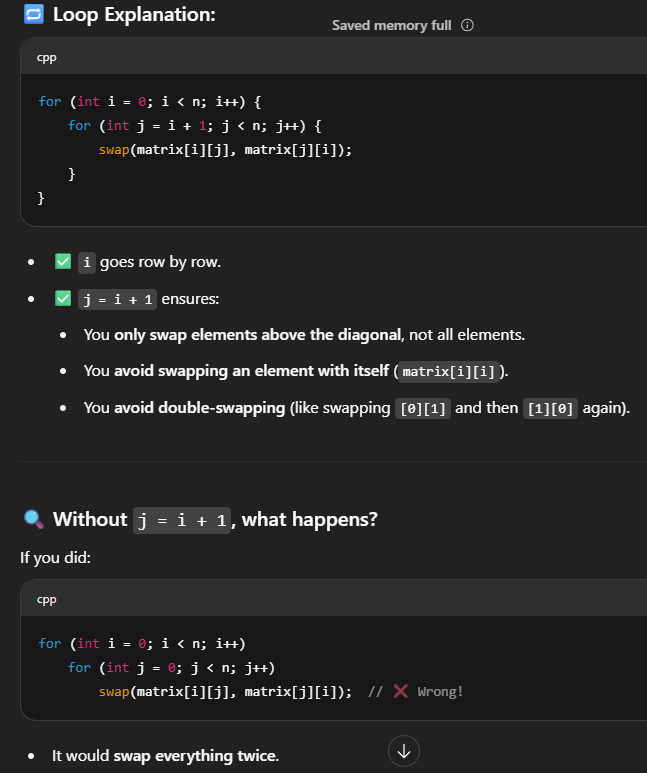 🔁 Loop Explanation:
Saved memory full
cpp
for (int i = 0; i < n; i++) {
    for (int j = i + 1; j < n; j++) {
        swap(matrix[i][j], matrix[j][i]);
    }
}
• ✅ i goes row by row.
• ✅ j = i + 1 ensures:
• You only swap elements above the diagonal, not all elements.
• You avoid swapping an element with itself (matrix[i][i]).
• You avoid double-swapping (like swapping [0][1] and then [1][0] again).
🔍 Without j = i + 1, what happens?
If you did:
cpp
for (int i = 0; i < n; i++)
    for (int j = 0; j < n; j++)
        swap(matrix[i][j], matrix[j][i]);  // ❌ Wrong!
• It would swap everything twice.